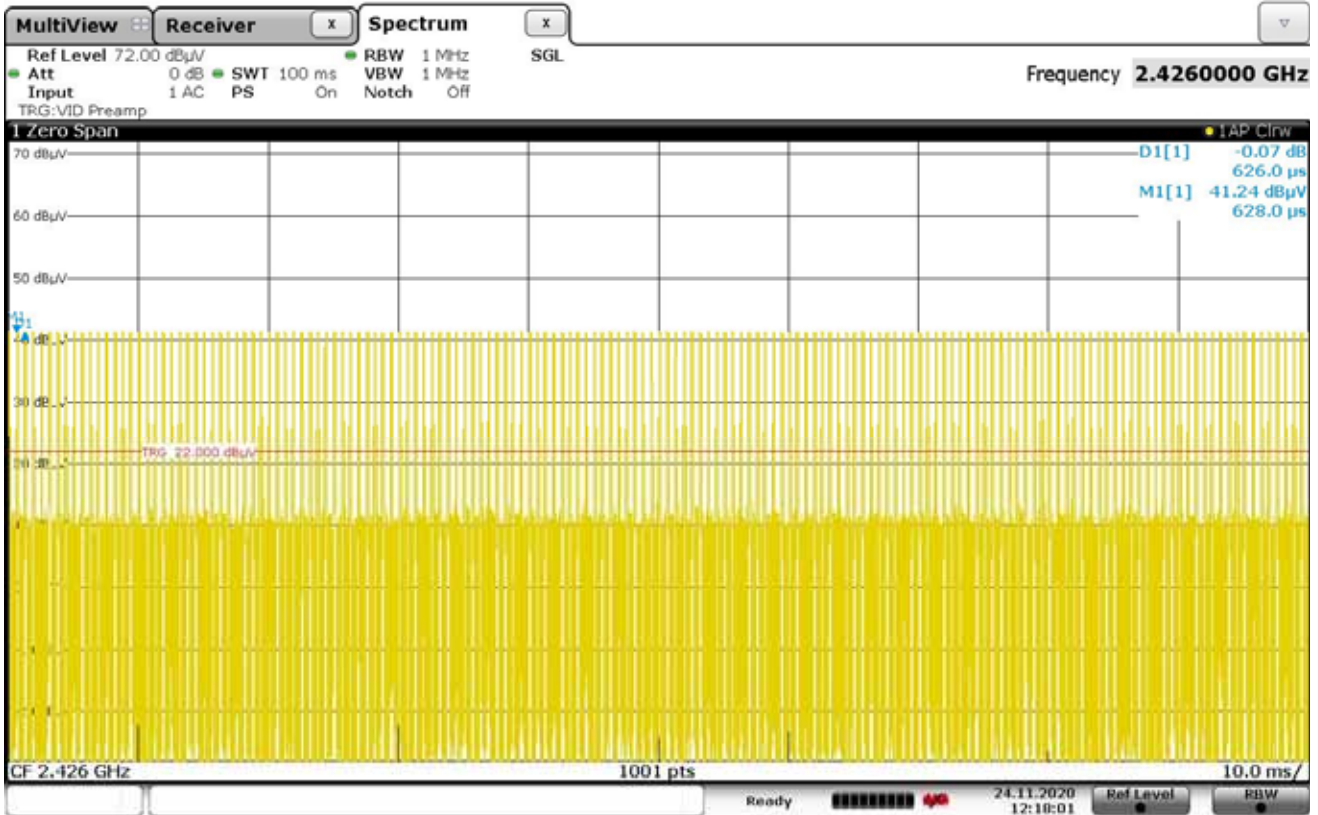 MultiView Receiver X Spectrum X
Ref Level 72.00 dBµV RBW 1 MHz SGL
Att 0 dB SWT 100 ms VBW 1 MHz
Input 1 AC PS On Notch Off
TRG:VID Preamp
Frequency 2.4260000 GHz
1 Zero Span 1AP Clrw
70 dBµV
D1[1] -0.07 dB
626.0 µs
M1[1] 41.24 dBµV
628.0 µs
60 dBµV
50 dBµV
TRG 22.000 dBµV
CF 2.426 GHz 1001 pts 10.0 ms/
Ready 24.11.2020 Ref Level RBW
12:18:01